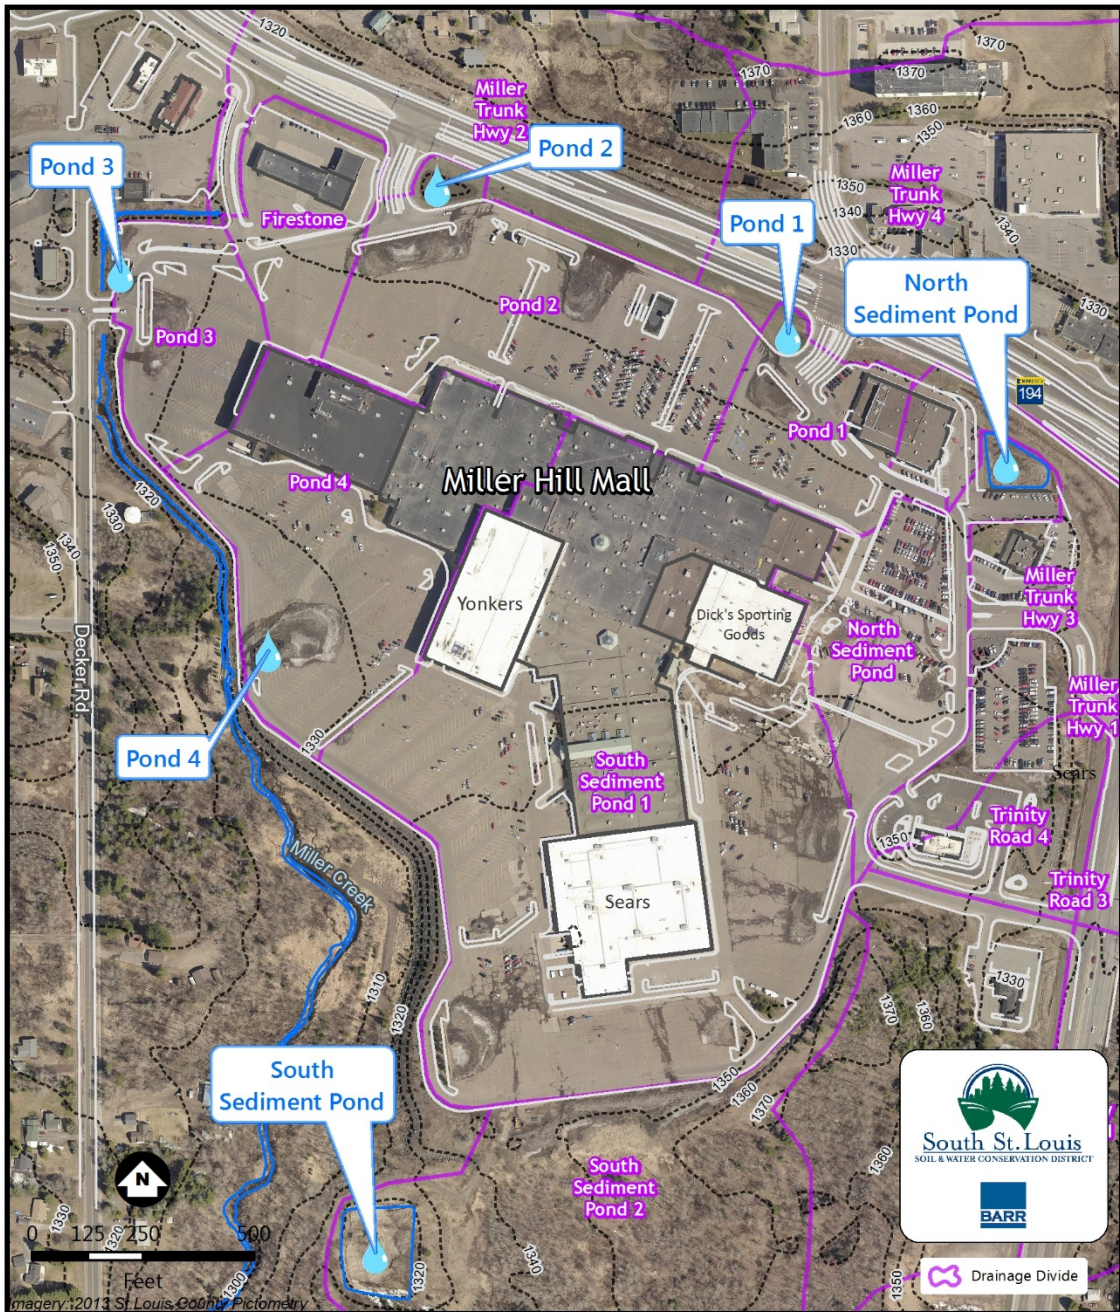 1320
1370
1370
1370
1360
1360
1350
Miller
Trunk
Hwy 2
Pond 2
Pond 3
Firestone
1350
Miller
Trunk
Hwy 4
1340
1340
1330
Pond 1
North
Sediment Pond
1330
Pond 2
Pond 3
194
Pond 1
Miller Hill Mall
Pond 4
1320
1330
1340
1350
Yonkers
Dick's Sporting
Goods
Miller
Trunk
Hwy 3
North
Sediment
Pond
Decker Rd.
Miller
Trunk
Hwy 1
1330
Pond 4
South
Sediment
Pond 1
Sears
Trinity
Road 4
1350
Miller Creek
Sears
Trinity
Road 3
1330
1310
1320
1370
1360
South
Sediment Pond
1350
1360
1370
South St. Louis
SOIL & WATER CONSERVATION DISTRICT
1360
South
Sediment
Pond 2
BARR
N
1330
0 125 250 500
1320
Feet
1300
1320
1340
1350
Drainage Divide
Imagery: 2013 St. Louis County Pictometry